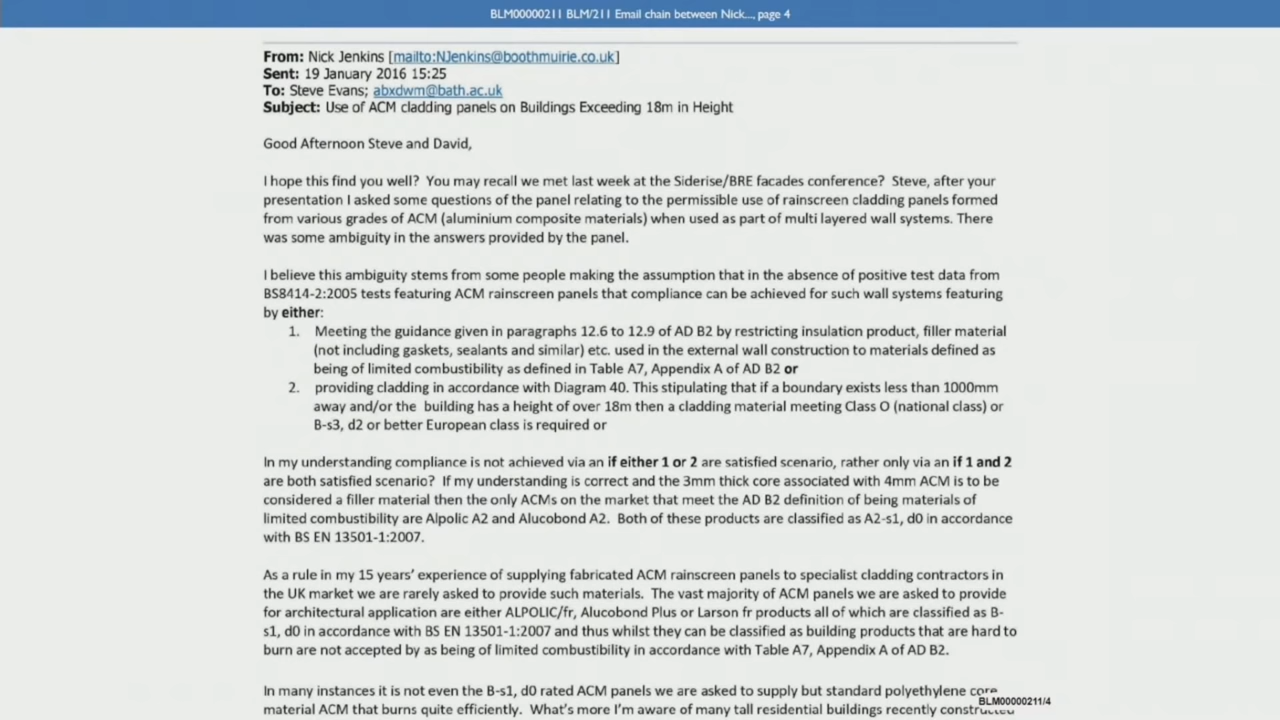 BLM00000211 BLM/211 Email chain between Nick..., page 4
From: Nick Jenkins [mailto:NJenkins@boothmuirie.co.uk]
Sent: 19 January 2016 15:25
To: Steve Evans; abxdwm@bath.ac.uk
Subject: Use of ACM cladding panels on Buildings Exceeding 18m in Height
Good Afternoon Steve and David,
I hope this find you well? You may recall we met last week at the Siderise/BRE facades conference? Steve, after your
presentation I asked some questions of the panel relating to the permissible use of rainscreen cladding panels formed
from various grades of ACM (aluminium composite materials) when used as part of multi layered wall systems. There
was some ambiguity in the answers provided by the panel.
I believe this ambiguity stems from some people making the assumption that in the absence of positive test data from
BS8414-2:2005 tests featuring ACM rainscreen panels that compliance can be achieved for such wall systems featuring
by either:
1. Meeting the guidance given in paragraphs 12.6 to 12.9 of AD B2 by restricting insulation product, filler material
(not including gaskets, sealants and similar) etc. used in the external wall construction to materials defined as
being of limited combustibility as defined in Table A7, Appendix A of AD B2 or
2. providing cladding in accordance with Diagram 40. This stipulating that if a boundary exists less than 1000mm
away and/or the building has a height of over 18m then a cladding material meeting Class O (national class) or
B-s3, d2 or better European class is required or
In my understanding compliance is not achieved via an if either 1 or 2 are satisfied scenario, rather only via an if 1 and 2
are both satisfied scenario? If my understanding is correct and the 3mm thick core associated with 4mm ACM is to be
considered a filler material then the only ACMs on the market that meet the AD B2 definition of being materials of
limited combustibility are Alpolic A2 and Alucobond A2. Both of these products are classified as A2-s1, d0 in accordance
with BS EN 13501-1:2007.
As a rule in my 15 years' experience of supplying fabricated ACM rainscreen panels to specialist cladding contractors in
the UK market we are rarely asked to provide such materials. The vast majority of ACM panels we are asked to provide
for architectural application are either ALPOLIC/fr, Alucobond Plus or Larson fr products all of which are classified as B-
s1, d0 in accordance with BS EN 13501-1:2007 and thus whilst they can be classified as building products that are hard to
burn are not accepted by as being of limited combustibility in accordance with Table A7, Appendix A of AD B2.
In many instances it is not even the B-s1, d0 rated ACM panels we are asked to supply but standard polyethylene core
BLM00000211/4
material ACM that burns quite efficiently. What's more I'm aware of many tall residential buildings recently constructed